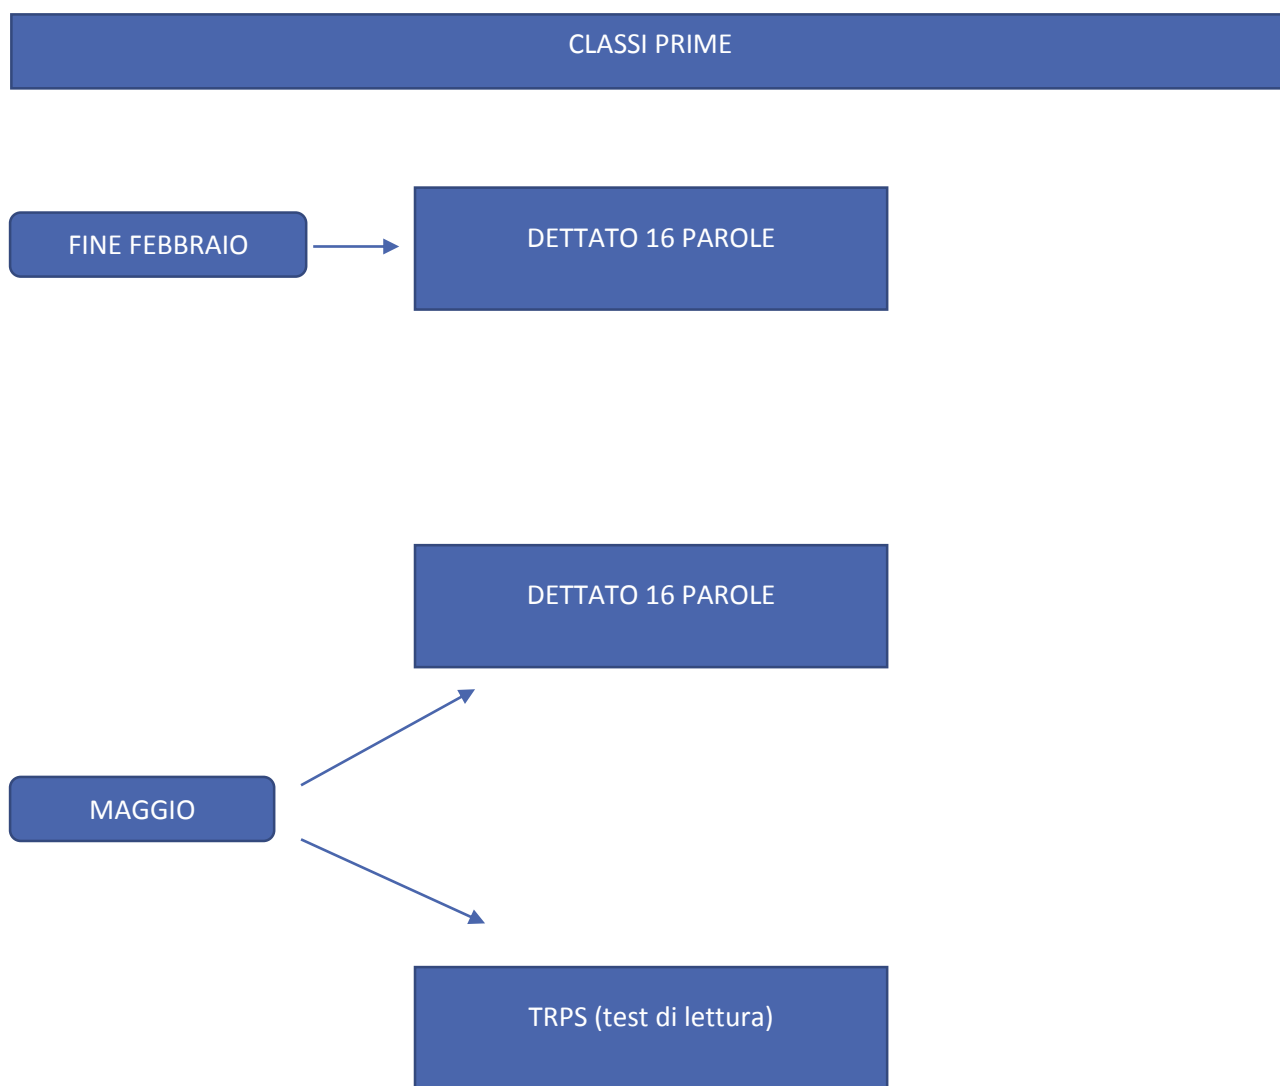 CLASSI PRIME
FINE FEBBRAIO
DETTATO 16 PAROLE
DETTATO 16 PAROLE
MAGGIO
TRPS (test di lettura)